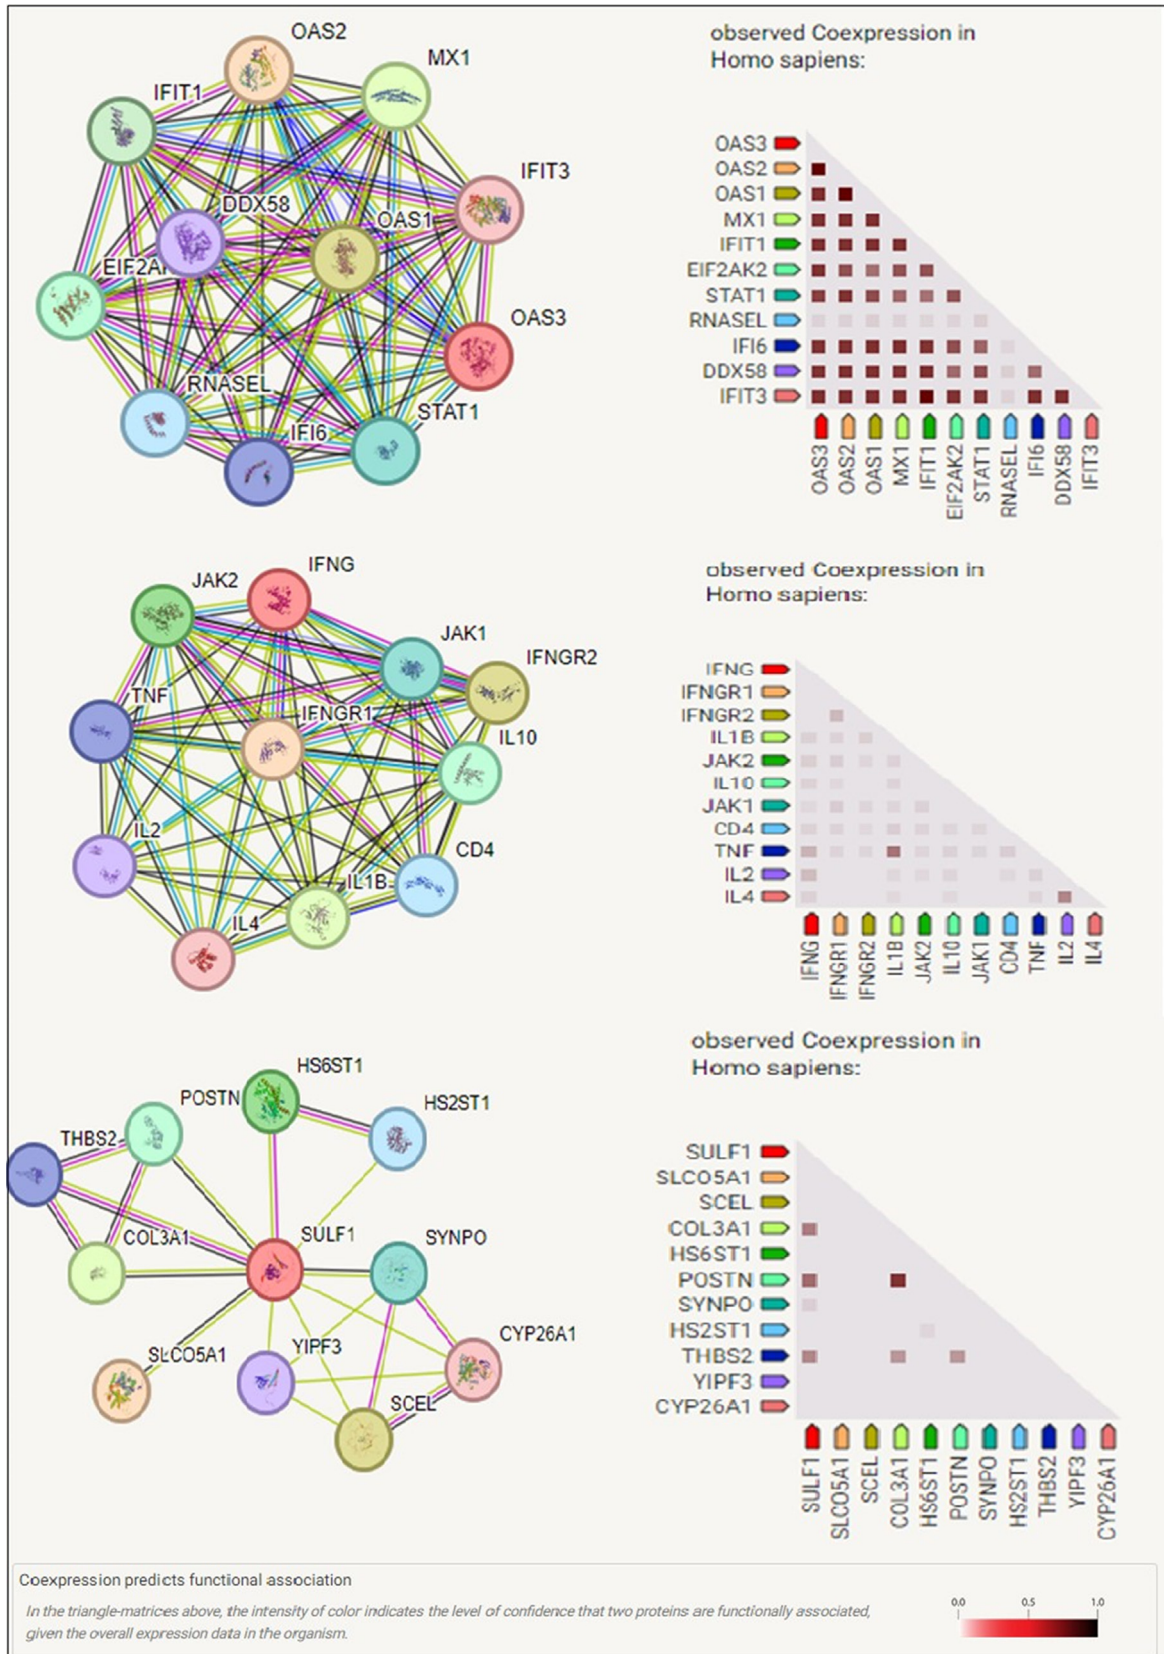 OAS2
MX1
IFIT1
IFIT3
DDX58
OAS1
EIF2AK
OAS3
RNASEL
STAT1
IFI6
observed Coexpression in
Homo sapiens:
OAS3
OAS2
OAS1
MX1
IFIT1
EIF2AK2
STAT1
RNASEL
IFI6
DDX58
IFIT3
OAS3
OAS2
OAS1
MX1
IFIT1
EIF2AK2
STAT1
RNASEL
IFI6
DDX58
IFIT3
IFNG
JAK2
JAK1
IFNGR2
TNF
IFNGR1
IL10
IL2
CD4
IL1B
IL4
observed Coexpression in
Homo sapiens:
IFNG
IFNGR1
IFNGR2
IL1B
JAK2
IL10
JAK1
CD4
TNF
IL2
IL4
IFNG
IFNGR1
IFNGR2
IL1B
JAK2
IL10
JAK1
CD4
TNF
IL2
IL4
HS6ST1
POSTN
HS2ST1
THBS2
COL3A1
SULF1
SYNPO
SLCO5A1
YIPF3
CYP26A1
SCEL
observed Coexpression in
Homo sapiens:
SULF1
SLCO5A1
SCEL
COL3A1
HS6ST1
POSTN
SYNPO
HS2ST1
THBS2
YIPF3
CYP26A1
SULF1
SLCO5A1
SCEL
COL3A1
HS6ST1
POSTN
SYNPO
HS2ST1
THBS2
YIPF3
CYP26A1
Coexpression predicts functional association
In the triangle-matrices above, the intensity of color indicates the level of confidence that two proteins are functionally associated,
given the overall expression data in the organism.
0.0 0.5 1.0